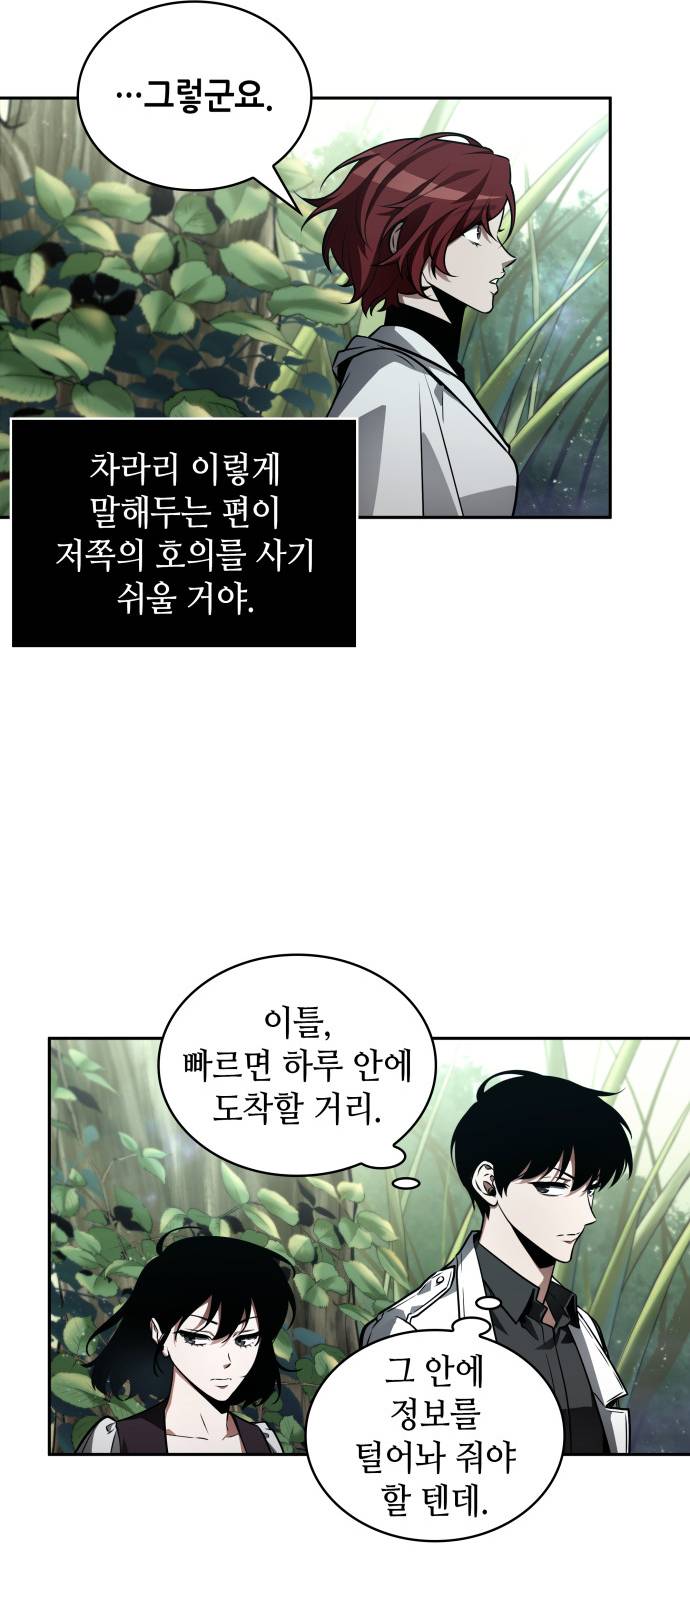 …그렇군요.
차라리 이렇게
말해두는 편이
저쪽의 호의를 사기
쉬울 거야.
이틀,
빠르면 하루 안에
도착할 거리.
그 안에
정보를
털어놔 줘야
할 텐데.